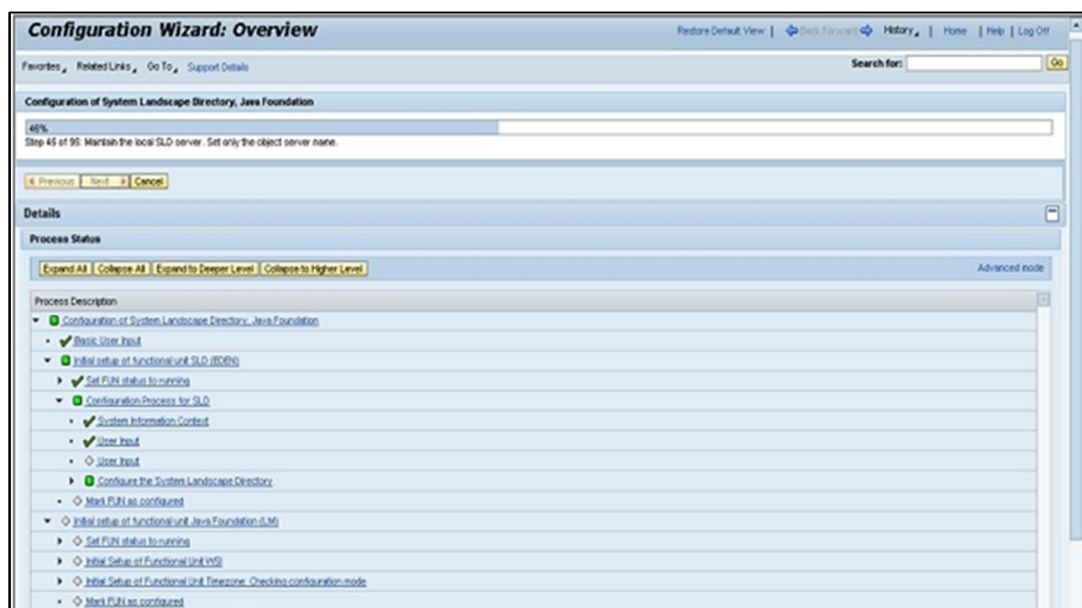 Configuration Wizard: Overview
Restore Default View | Back Forward History | Home | Help | Log Off
Favorites Related Links Go To Support Details Search for: Go
Configuration of System Landscape Directory, Java Foundation
46%
Step 45 of 95: Maintain the local SLD server. Set only the object server name.
Previous Next Cancel
Details
Process Status
Expand All Collapse All Expand to Deeper Level Collapse to Higher Level Advanced mode
Process Description
Configuration of System Landscape Directory, Java Foundation
Basic User Input
Initial setup of functional unit SLD (EDEN)
Set FUN status to running
Configuration Process for SLD
System Information Context
User Input
User Input
Configure the System Landscape Directory
Mark FUN as configured
Initial setup of functional unit Java Foundation (LM)
Set FUN status to running
Initial Setup of Functional Unit WSI
Initial Setup of Functional Unit Timezone: Checking configuration mode
Mark FUN as configured